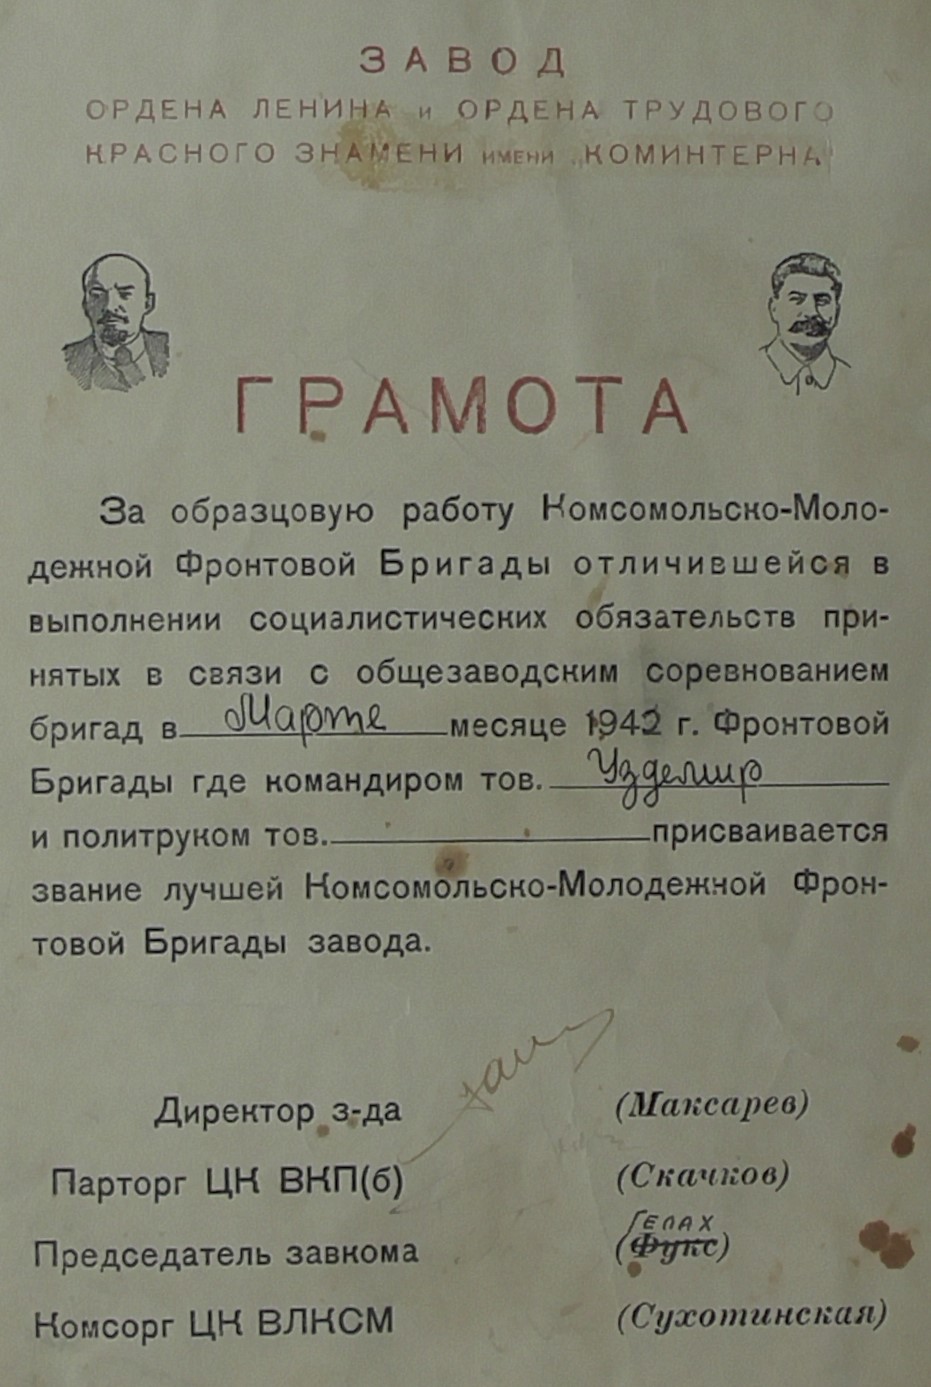 ЗАВОД
ОРДЕНА ЛЕНИНА и ОРДЕНА ТРУДОВОГО
КРАСНОГО ЗНАМЕНИ ИМЕНИ „КОМИНТЕРНА"
ГРАМОТА
За образцовую работу Комсомольско-Моло-
дежной Фронтовой Бригады отличившейся в
выполнении социалистических обязательств при-
нятых в связи с общезаводским соревнованием
бригад в Марте месяце 1942 г. Фронтовой
Бригады где командиром тов. Узделир
и политруком тов. присваивается
звание лучшей Комсомольско-Молодежной Фрон-
товой Бригады завода.
Директор з-да (Максарев)
Парторг ЦК ВКП(б) (Скачков)
ГЕЛАХ
Председатель завкома (Фукс)
Комсорг ЦК ВЛКСМ (Сухотинская)